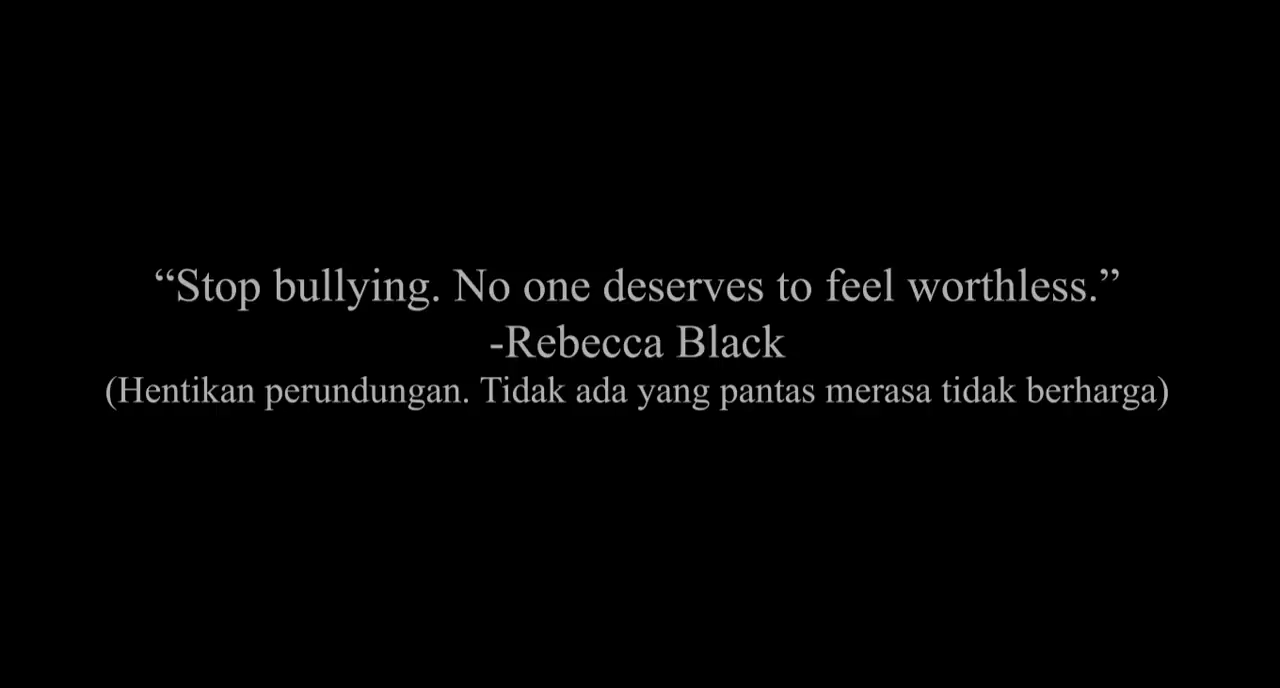 “Stop bullying. No one deserves to feel worthless.”
-Rebecca Black
(Hentikan perundungan. Tidak ada yang pantas merasa tidak berharga)